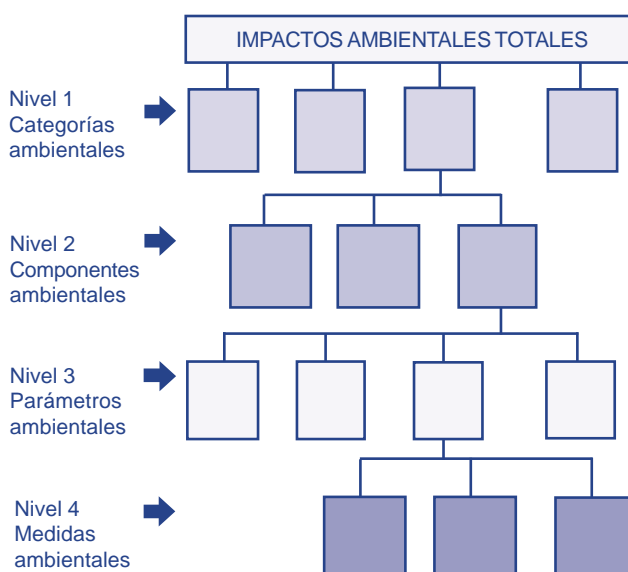 IMPACTOS AMBIENTALES TOTALES
Nivel 1
Categorías
ambientales
Nivel 2
Componentes
ambientales
Nivel 3
Parámetros
ambientales
Nivel 4
Medidas
ambientales